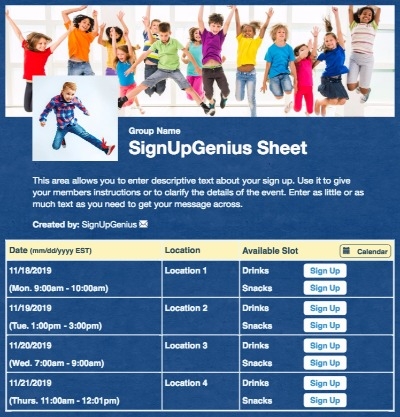 Group Name
SignUpGenius Sheet
This area allows you to enter descriptive text about your sign up. Use it to give
your members instructions or to clarify the details of the event. Enter as little or as
much text as you need to get your message across.
Created by: SignUpGenius
Date (mm/dd/yyyy EST) Location Available Slot Calendar
11/18/2019 Location 1 Drinks Sign Up
(Mon. 9:00am - 10:00am) Snacks Sign Up
11/19/2019 Location 2 Drinks Sign Up
(Tue. 1:00pm - 3:00pm) Snacks Sign Up
11/20/2019 Location 3 Drinks Sign Up
(Wed. 7:00am - 9:00am) Snacks Sign Up
11/21/2019 Location 4 Drinks Sign Up
(Thurs. 11:00am - 12:01pm) Snacks Sign Up